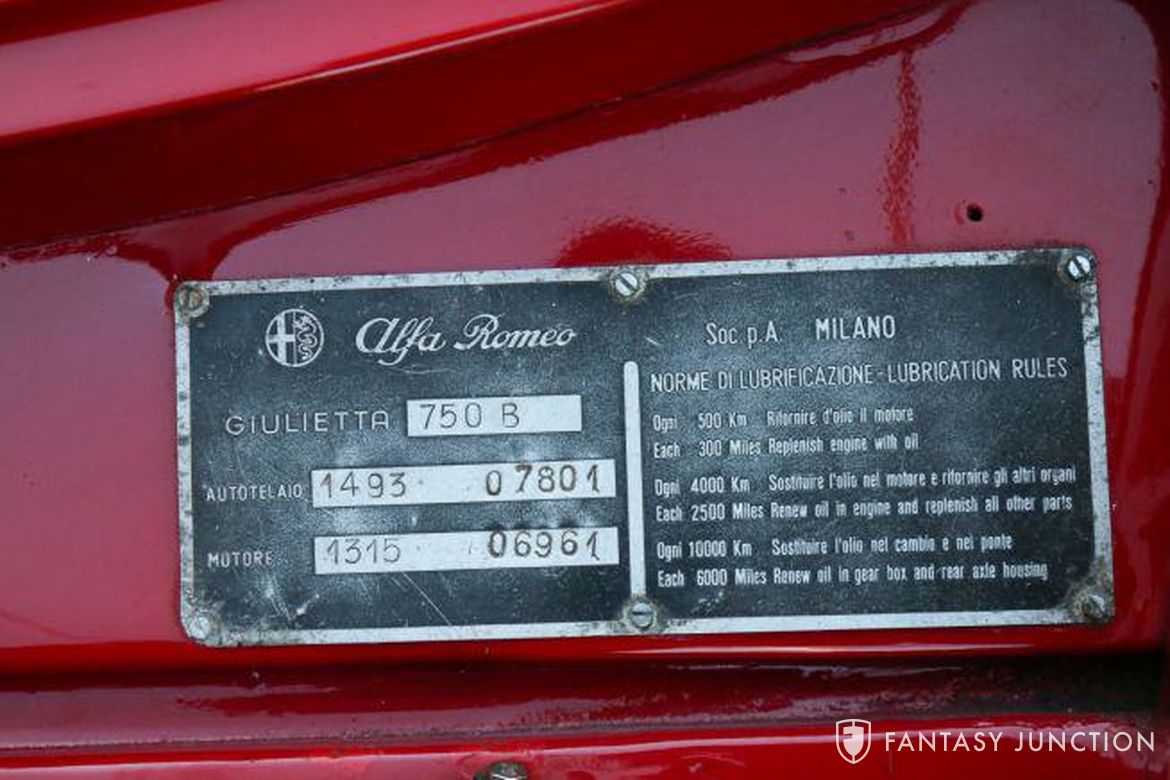 Alfa Romeo
GIULIETTA 750 B
AUTOTELAIO 1493 07801
MOTORE 1315 06961
Soc p.A. MILANO
NORME DI LUBRIFICAZIONE - LUBRICATION RULES
Ogni 500 Km Rifornire d'olio il motore
Each 300 Miles Replenish engine with oil
Ogni 4000 Km Sostituire l'olio nel motore e rifornire gli altri organi
Each 2500 Miles Renew oil in engine and replenish all other parts
Ogni 10000 Km Sostituire l'olio nel cambio e nel ponte
Each 6000 Miles Renew oil in gear box and rear axle housing
FANTASY JUNCTION